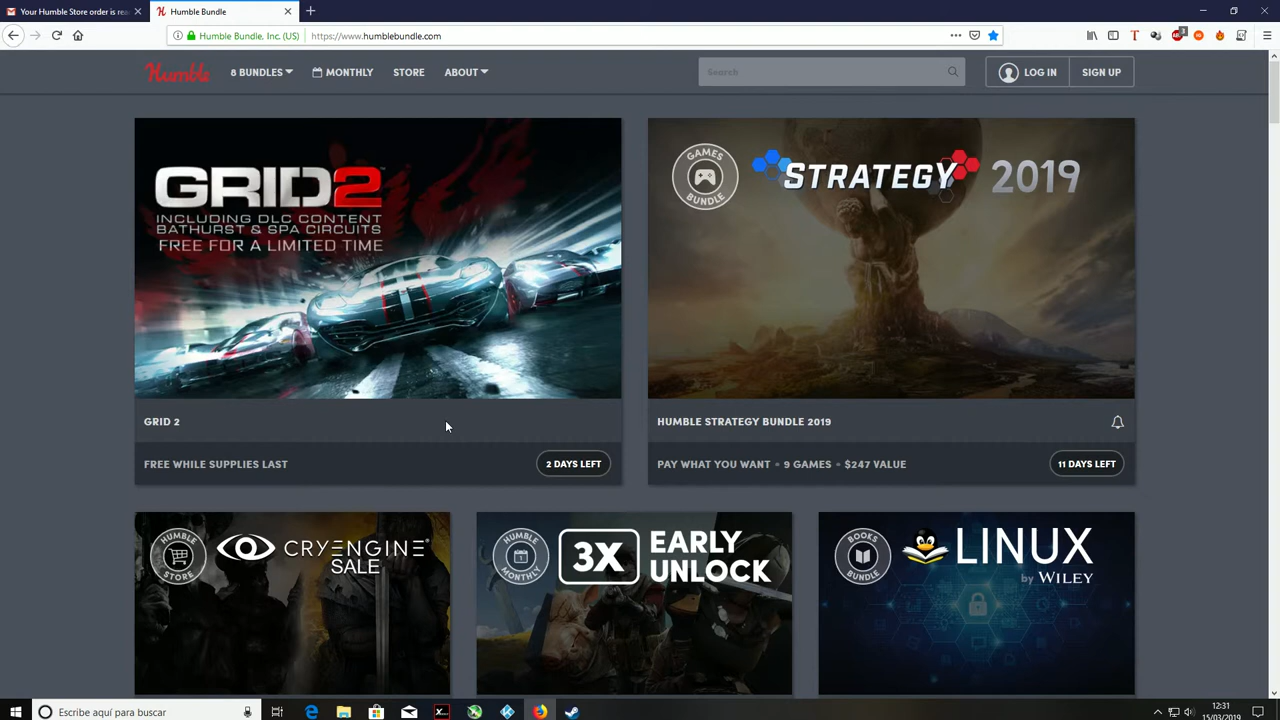 Your Humble Store order is rea
Humble Bundle
Humble Bundle, Inc. (US)
https://www.humblebundle.com
Humble
8 BUNDLES
MONTHLY
STORE
ABOUT
Search
LOG IN
SIGN UP
GRID 2
INCLUDING DLC CONTENT
BATHURST & SPA CIRCUITS
FREE FOR A LIMITED TIME
GAMES
BUNDLE
STRATEGY 2019
GRID 2
FREE WHILE SUPPLIES LAST
2 DAYS LEFT
HUMBLE STRATEGY BUNDLE 2019
PAY WHAT YOU WANT • 9 GAMES • $247 VALUE
11 DAYS LEFT
HUMBLE
STORE
CRYENGINE®
SALE
HUMBLE
MONTHLY
1
3X
EARLY
UNLOCK
BOOKS
BUNDLE
LINUX
by WILEY
Escribe aquí para buscar
12:31
15/03/2019